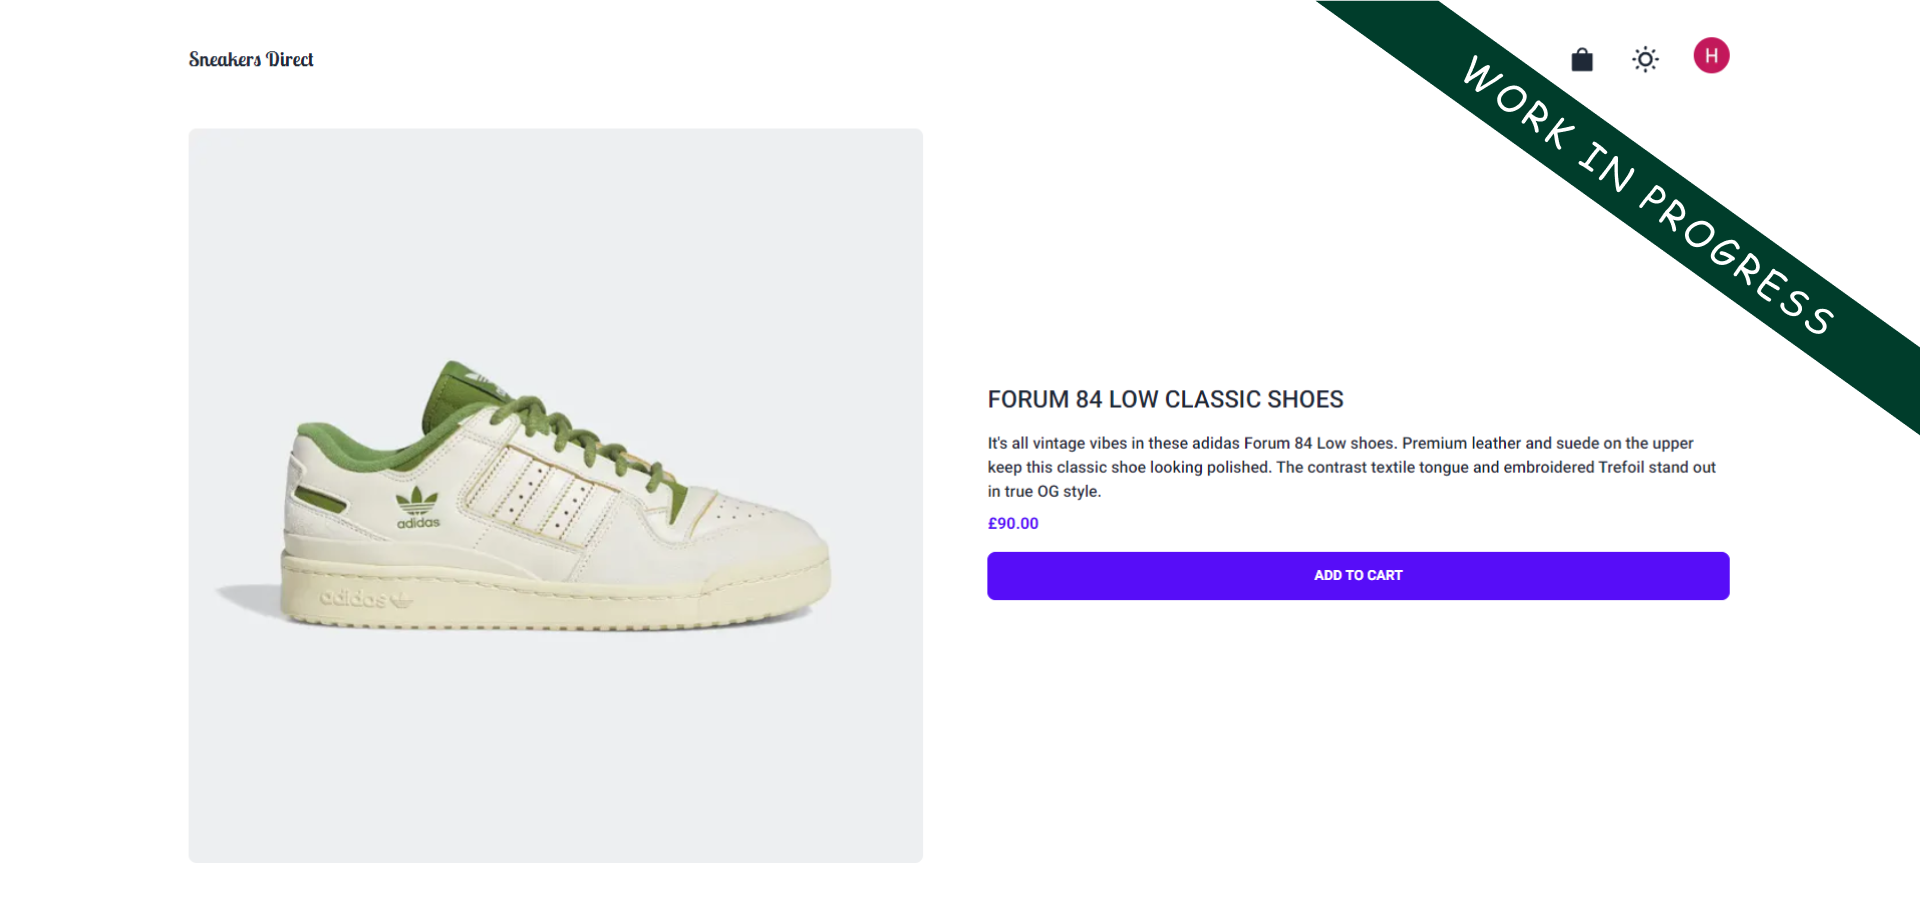 Sneakers Direct
H
WORK IN PROGRESS
adidas
adidas
FORUM 84 LOW CLASSIC SHOES
It's all vintage vibes in these adidas Forum 84 Low shoes. Premium leather and suede on the upper
keep this classic shoe looking polished. The contrast textile tongue and embroidered Trefoil stand out
in true OG style.
£90.00
ADD TO CART